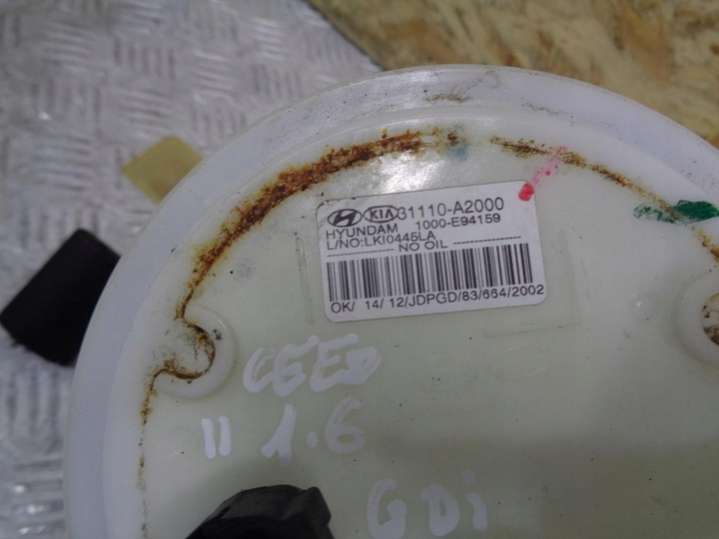 KIA 31110-A2000
HYUNDAM 1000-E94159
L/NO:LKI0445LA
NO OIL
OK/ 14/ 12/JDPGD/83/664/2002
CEED
II 1.6
GDi